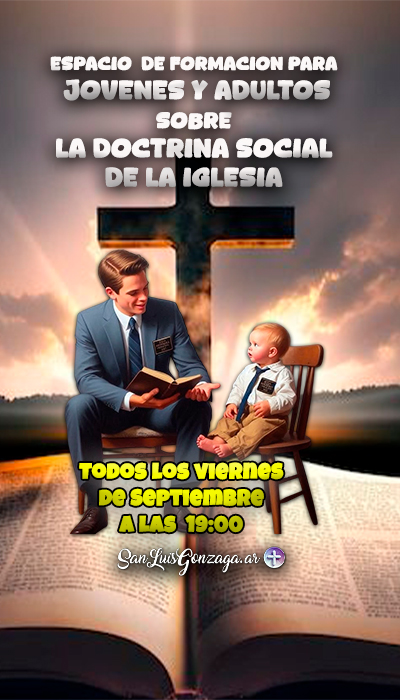 ESPACIO DE FORMACION PARA
JOVENES Y ADULTOS
SOBRE
LA DOCTRINA SOCIAL
DE LA IGLESIA
TODOS LOS VIERNES
DE SEPTIEMBRE
A LAS 19:00
SanLuisGonzaga.ar